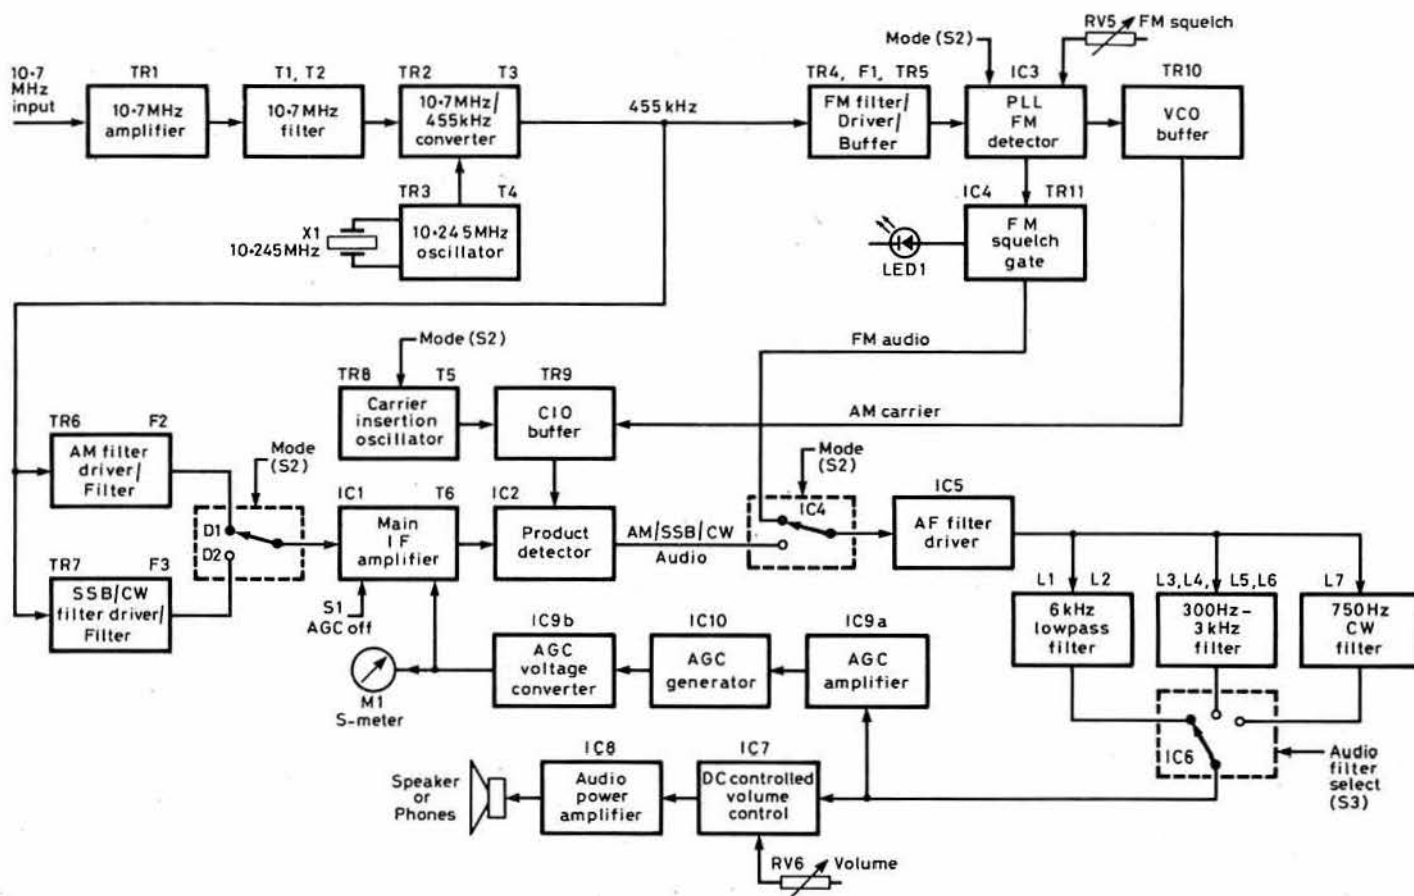 10·7
MHz
input
TR1
10·7MHz
amplifier
T1, T2
10·7MHz
filter
TR2 T3
10·7MHz/
455kHz
converter
455kHz
TR3 T4
10·245MHz
oscillator
X1
10·245MHz
Mode (S2)
RV5 FM squelch
TR4, F1, TR5
FM filter/
Driver/
Buffer
IC3
PLL
FM
detector
TR10
VCO
buffer
IC4 TR11
FM
squelch
gate
LED1
FM audio
AM carrier
Mode (S2)
TR8 T5
Carrier
insertion
oscillator
TR9
CIO
buffer
TR6 F2
AM filter
driver/
Filter
Mode
(S2)
D1
D2
TR7 F3
SSB/CW
filter driver/
Filter
IC1 T6
Main
IF
amplifier
S1
AGC off
IC2
Product
detector
AM/SSB/CW
Audio
Mode
(S2)
IC4
IC5
AF filter
driver
L1 L2
6kHz
lowpass
filter
L3,L4, L5,L6
300Hz–
3kHz
filter
L7
750Hz
CW
filter
IC6
Audio
filter
select
(S3)
M1
S-meter
IC9b
AGC
voltage
converter
IC10
AGC
generator
IC9a
AGC
amplifier
Speaker
or
Phones
IC8
Audio
power
amplifier
IC7
DC controlled
volume
control
RV6 Volume